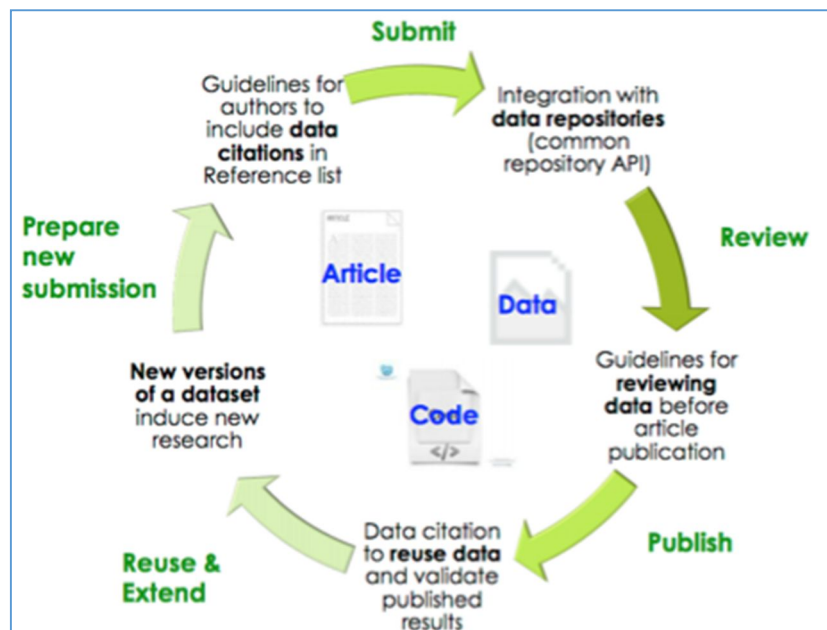 Submit
Guidelines for
authors to
include data
citations in
Reference list
Integration with
data repositories
(common
repository API)
Prepare
new
submission
Review
Article
Data
New versions
of a dataset
induce new
research
Guidelines for
reviewing
data before
article
publication
Code
</>
Data citation
to reuse data
and validate
published
results
Publish
Reuse &
Extend